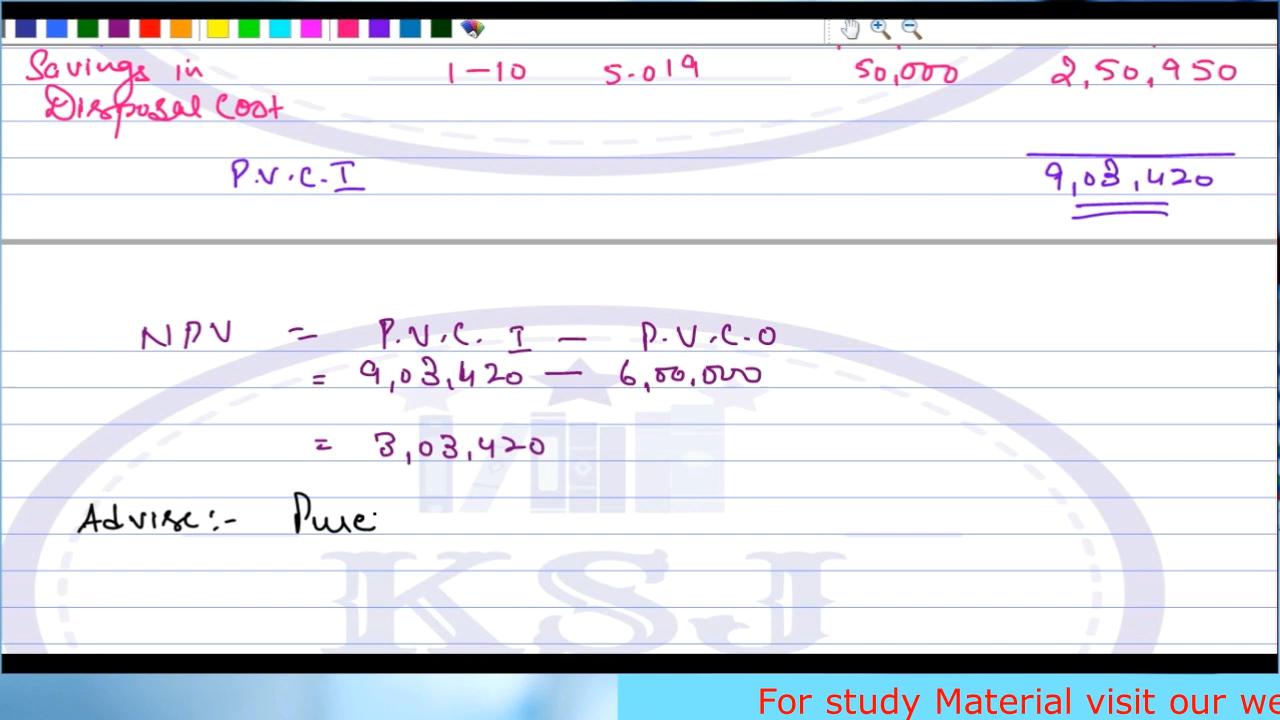 Savings in 1-10 5.019 50,000 2,50,950
Disposal Cost
P.V.C.I 9,03,420
NPV = P.V.C.I — P.V.C.O
= 9,03,420 — 6,00,000
= 3,03,420
Advise:-
KSJ
For study Material visit our we